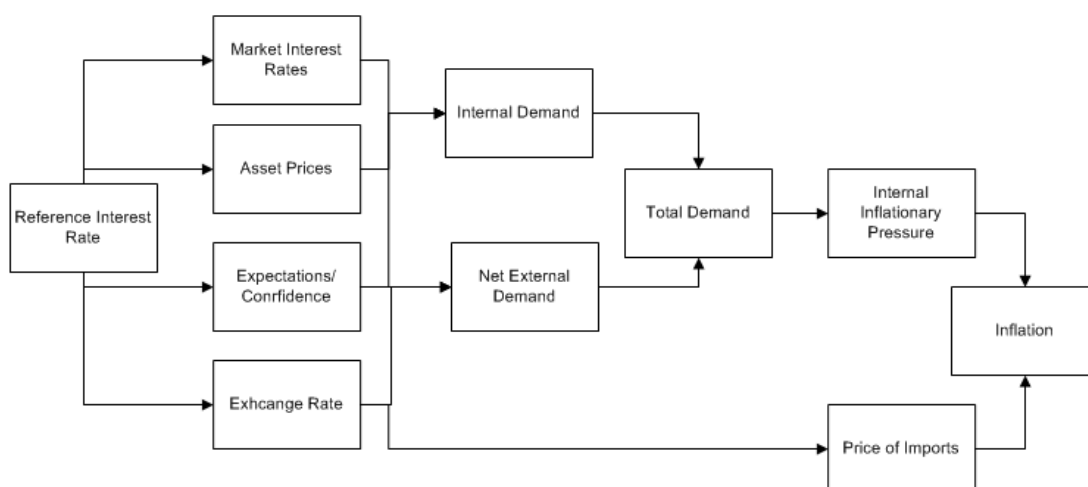 Market Interest
Rates
Internal Demand
Asset Prices
Reference Interest
Rate
Total Demand
Internal
Inflationary
Pressure
Expectations/
Conrfidence
Net External
Demand
Inflation
Exhcange Rate
Price of Imports